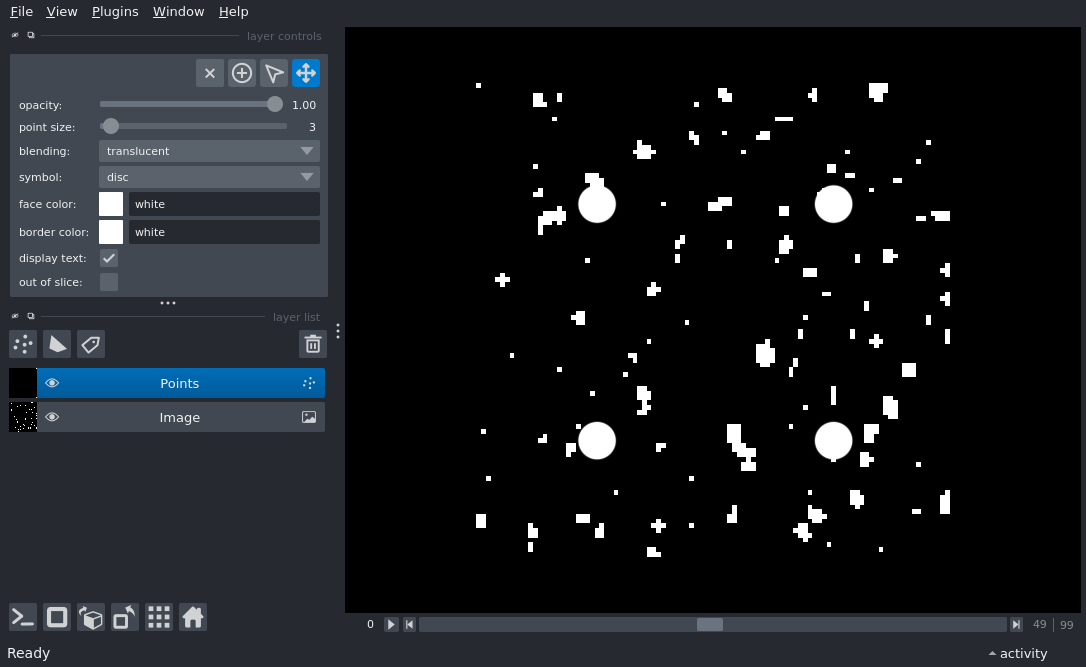 File View Plugins Window Help
layer controls
opacity: 1.00
point size: 3
blending: translucent
symbol: disc
face color: white
border color: white
display text:
out of slice:
layer list
Points
Image
0 49 99
Ready activity